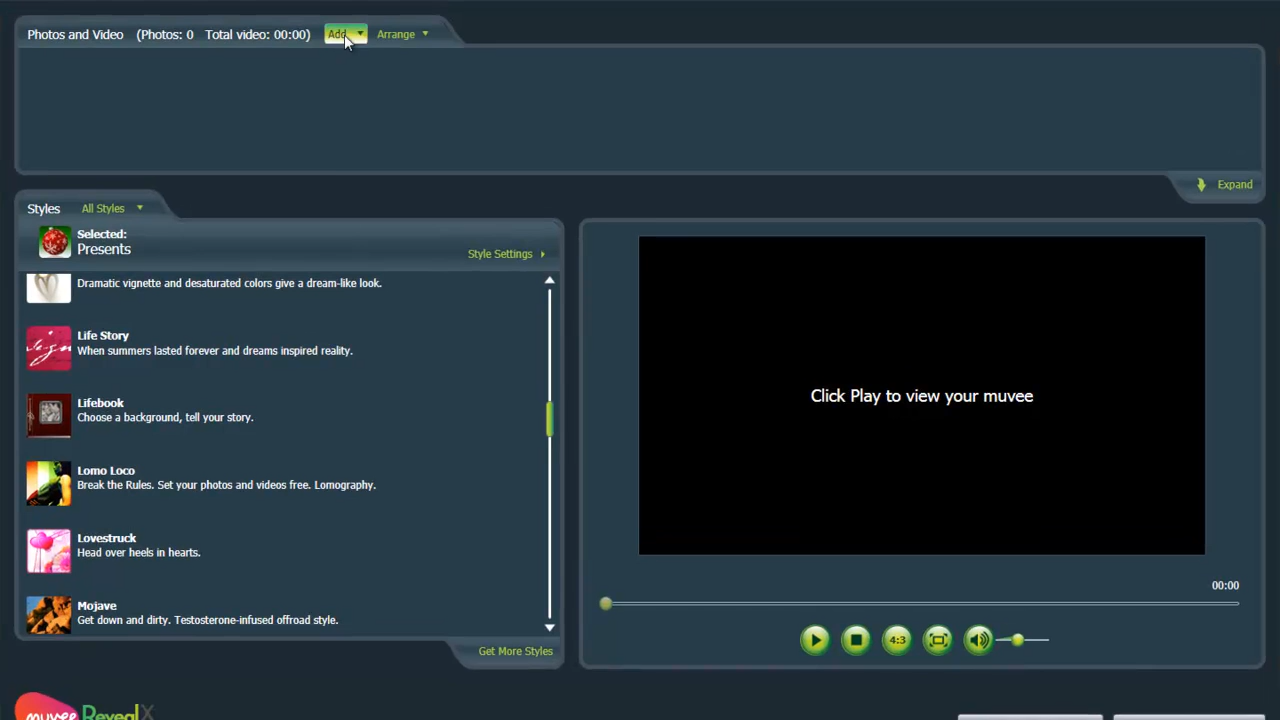 Photos and Video (Photos: 0 Total video: 00:00) Add Arrange
Expand
Styles All Styles
Selected:
Presents
Style Settings
Dramatic vignette and desaturated colors give a dream-like look.
Life Story
When summers lasted forever and dreams inspired reality.
Lifebook
Choose a background, tell your story.
Lomo Loco
Break the Rules. Set your photos and videos free. Lomography.
Lovestruck
Head over heels in hearts.
Mojave
Get down and dirty. Testosterone-infused offroad style.
Get More Styles
Click Play to view your muvee
00:00
4:3
muvee Reveal X